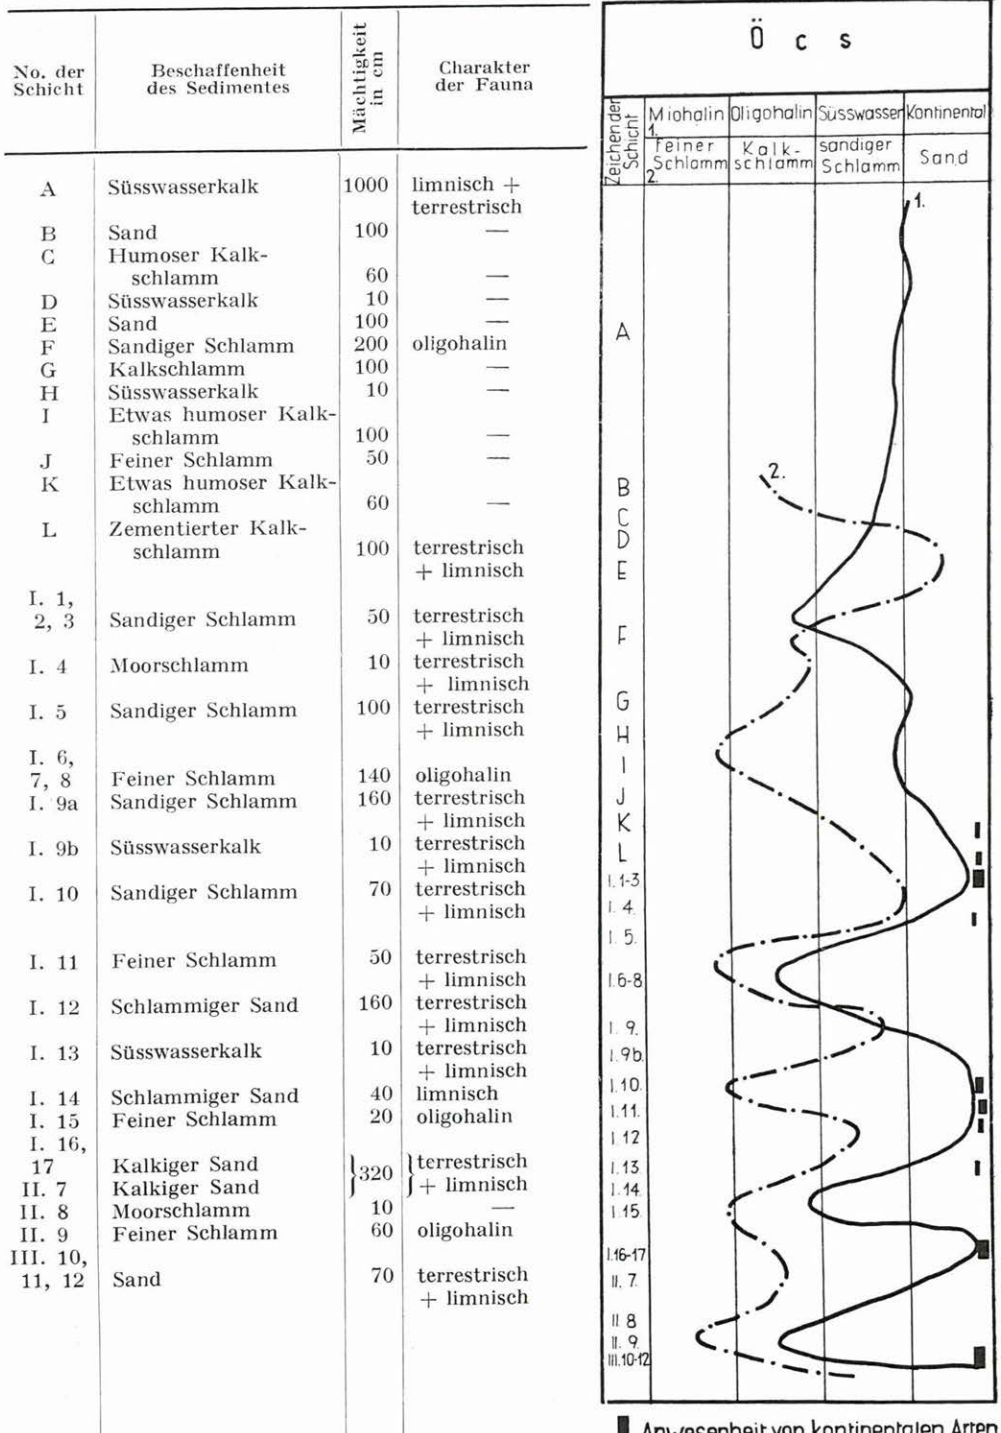 No. der Schicht | Beschaffenheit des Sedimentes | Mächtigkeit in cm | Charakter der Fauna
A Süsswasserkalk 1000 limnisch +
terrestrisch
B Sand 100 —
C Humoser Kalk-
schlamm 60 —
D Süsswasserkalk 10 —
E Sand 100 —
F Sandiger Schlamm 200 oligohalin
G Kalkschlamm 100 —
H Süsswasserkalk 10 —
I Etwas humoser Kalk-
schlamm 100 —
J Feiner Schlamm 50 —
K Etwas humoser Kalk-
schlamm 60 —
L Zementierter Kalk-
schlamm 100 terrestrisch
+ limnisch
I. 1,
2, 3 Sandiger Schlamm 50 terrestrisch
+ limnisch
I. 4 Moorschlamm 10 terrestrisch
+ limnisch
I. 5 Sandiger Schlamm 100 terrestrisch
+ limnisch
I. 6,
7, 8 Feiner Schlamm 140 oligohalin
I. 9a Sandiger Schlamm 160 terrestrisch
+ limnisch
I. 9b Süsswasserkalk 10 terrestrisch
+ limnisch
I. 10 Sandiger Schlamm 70 terrestrisch
+ limnisch
I. 11 Feiner Schlamm 50 terrestrisch
+ limnisch
I. 12 Schlammiger Sand 160 terrestrisch
+ limnisch
I. 13 Süsswasserkalk 10 terrestrisch
+ limnisch
I. 14 Schlammiger Sand 40 limnisch
I. 15 Feiner Schlamm 20 oligohalin
I. 16,
17 Kalkiger Sand } 320 } terrestrisch
II. 7 Kalkiger Sand + limnisch
II. 8 Moorschlamm 10 —
II. 9 Feiner Schlamm 60 oligohalin
III. 10,
11, 12 Sand 70 terrestrisch
+ limnisch
Öcs
Zeichen der Schicht
Miohalin Oligohalin Süsswasser Kontinental
1.
Feiner Schlamm | Kalk-schlamm | sandiger Schlamm | Sand
2.
1.
A
2.
B
C
D
E
F
G
H
I
J
K
L
I. 1-3
I. 4.
I. 5.
I. 6-8
I. 9.
I. 9b.
I. 10.
I. 11.
I. 12
I. 13.
I. 14.
I. 15.
I. 16-17
II. 7.
II 8
II. 9.
III. 10-12
Anwesenheit von kontinentalen Arten